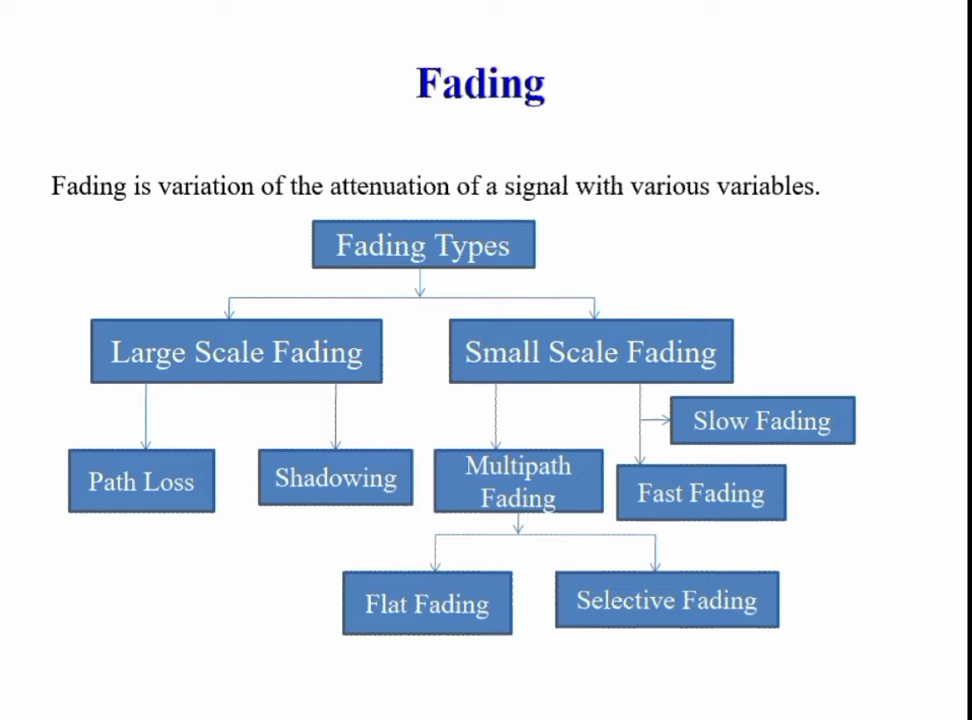 Fading
Fading is variation of the attenuation of a signal with various variables.
Fading Types
Large Scale Fading
Small Scale Fading
Slow Fading
Path Loss
Shadowing
Multipath
Fading
Fast Fading
Flat Fading
Selective Fading